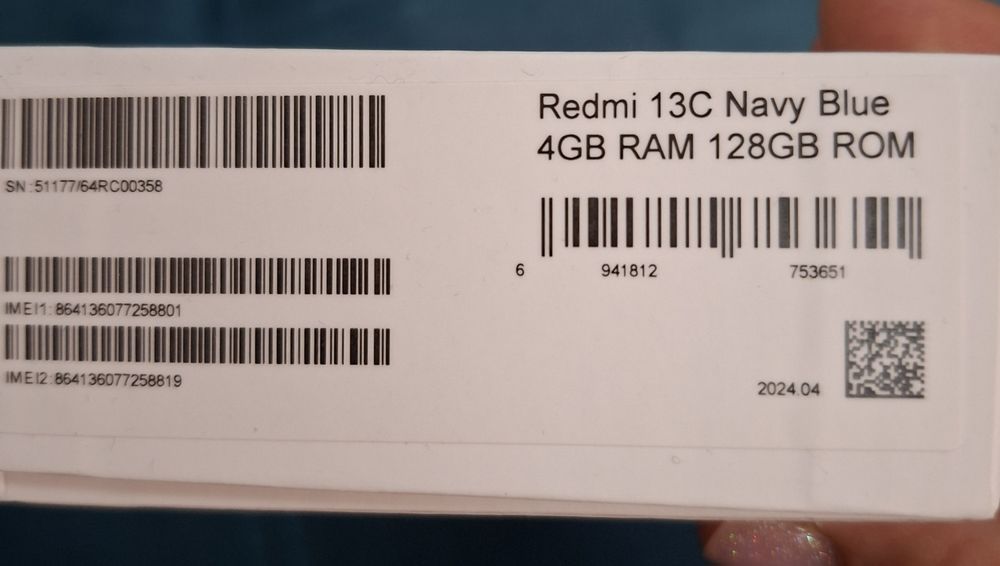 Redmi 13C Navy Blue
4GB RAM 128GB ROM
SN:51177/64RC00358
6 941812 753651
IMEI1:864136077258801
IMEI2:864136077258819
2024.04